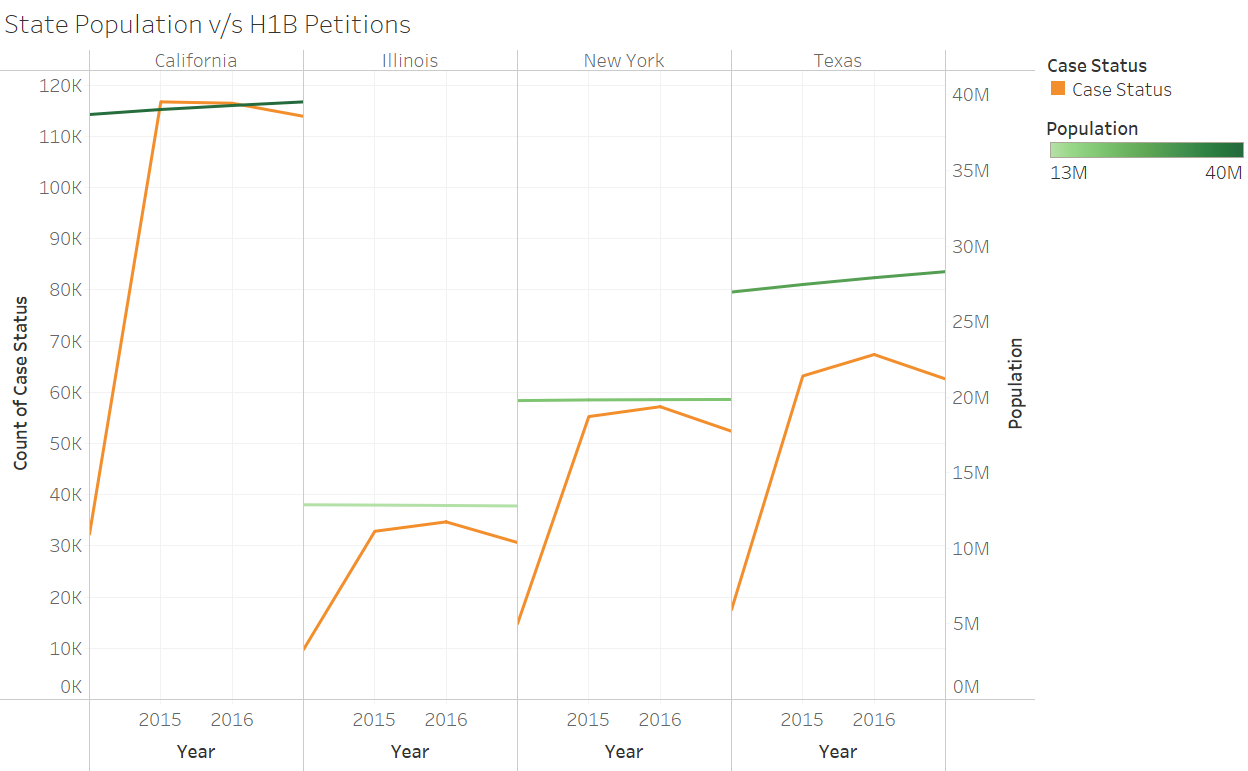 State Population v/s H1B Petitions
California Illinois New York Texas
120K
110K
100K
90K
80K
70K
60K
50K
40K
30K
20K
10K
0K
Count of Case Status
40M
35M
30M
25M
20M
15M
10M
5M
0M
Population
2015 2016 2015 2016 2015 2016 2015 2016
Year Year Year Year
Case Status
Case Status
Population
13M 40M